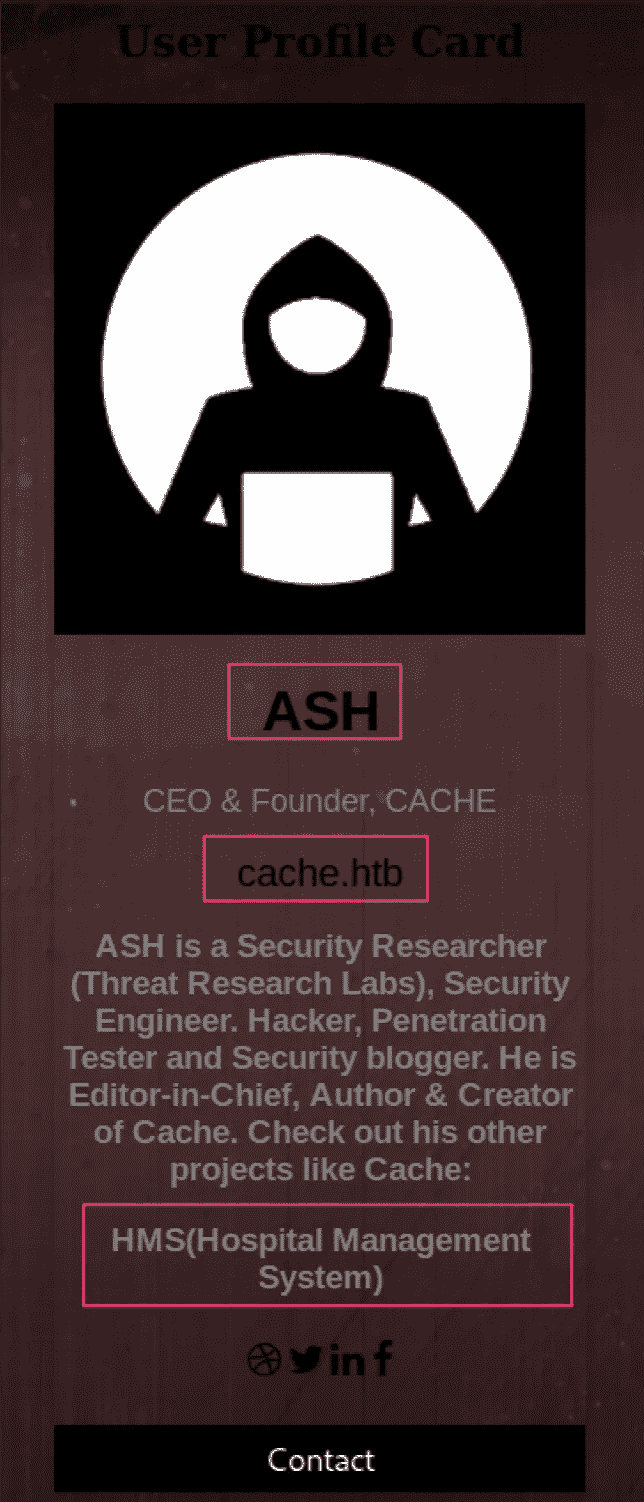 User Profile Card
ASH
CEO & Founder, CACHE
cache.htb
ASH is a Security Researcher
(Threat Research Labs), Security
Engineer. Hacker, Penetration
Tester and Security blogger. He is
Editor-in-Chief, Author & Creator
of Cache. Check out his other
projects like Cache:
HMS(Hospital Management
System)
Contact